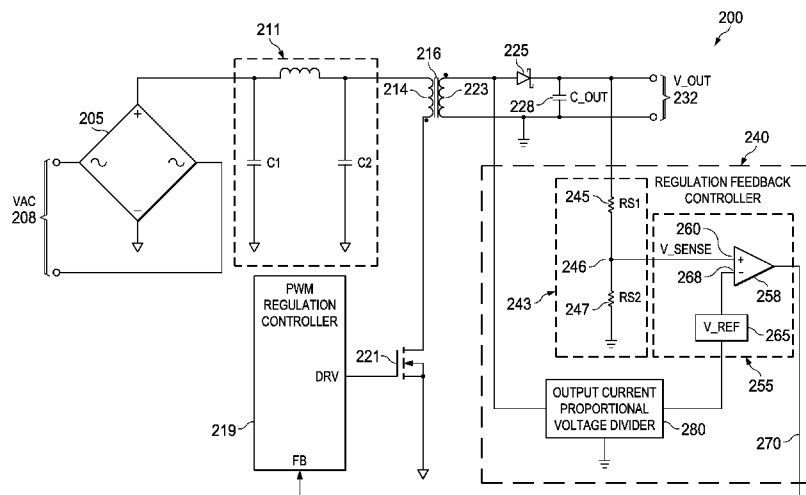 200
211
216
225
V_OUT
232
214
223
228
C_OUT
205
C1
C2
VAC
208
240
REGULATION FEEDBACK
CONTROLLER
245
RS1
260
V_SENSE
246
268
258
243
247
RS2
V_REF
265
255
PWM
REGULATION
CONTROLLER
221
DRV
219
FB
OUTPUT CURRENT
PROPORTIONAL
VOLTAGE DIVIDER
280
270